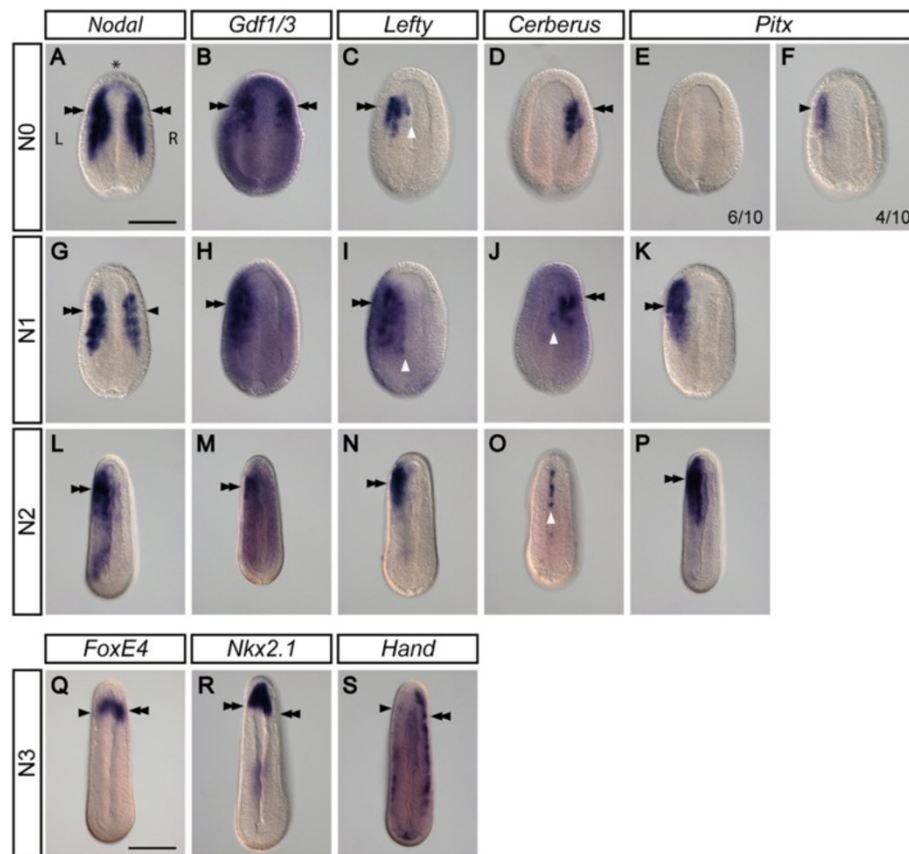 Nodal Gdf1/3 Lefty Cerberus Pitx
A * B C D E F
N0
L R
6/10 4/10
G H I J K
N1
L M N O P
N2
FoxE4 Nkx2.1 Hand
Q R S
N3